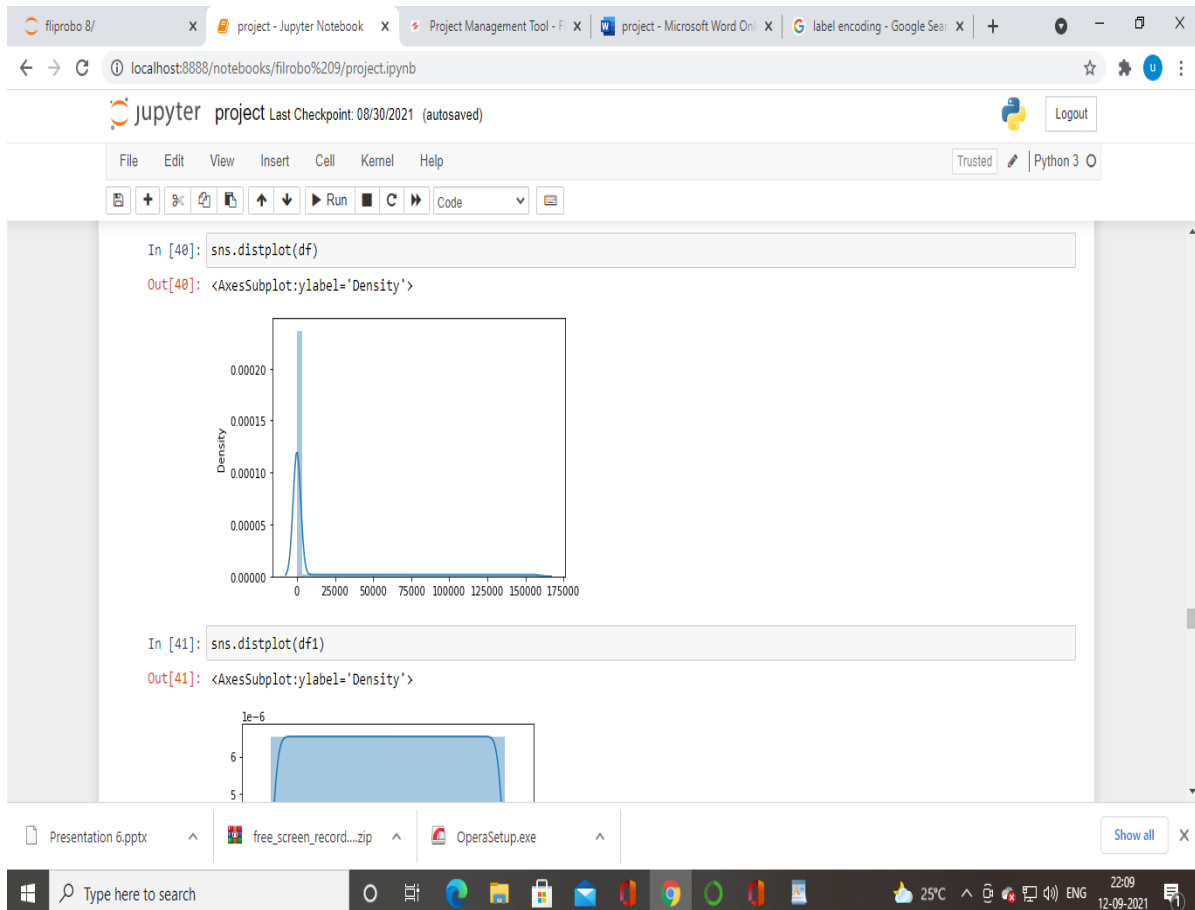 fliprobo 8/ project - Jupyter Notebook Project Management Tool - Fl project - Microsoft Word Onli label encoding - Google Sear
localhost:8888/notebooks/filrobo%209/project.ipynb u
jupyter project Last Checkpoint: 08/30/2021 (autosaved) Logout
File Edit View Insert Cell Kernel Help Trusted Python 3
Run Code
In [40]: sns.distplot(df)
Out[40]: <AxesSubplot:ylabel='Density'>
0.00020
0.00015
Density
0.00010
0.00005
0.00000
0 25000 50000 75000 100000 125000 150000 175000
In [41]: sns.distplot(df1)
Out[41]: <AxesSubplot:ylabel='Density'>
1e-6
6
5
Presentation 6.pptx free_screen_record....zip OperaSetup.exe Show all
Type here to search 25°C ENG 22:09
12-09-2021